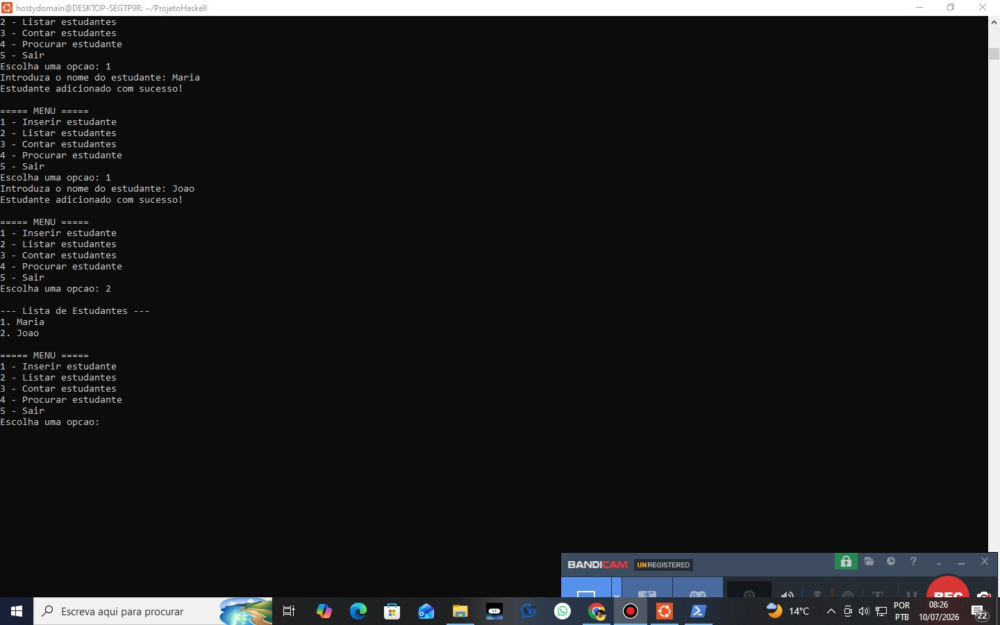 hostydomain@DESKTOP-SEGTP9R: ~/ProjetoHaskell
2 - Listar estudantes
3 - Contar estudantes
4 - Procurar estudante
5 - Sair
Escolha uma opcao: 1
Introduza o nome do estudante: Maria
Estudante adicionado com sucesso!

===== MENU =====
1 - Inserir estudante
2 - Listar estudantes
3 - Contar estudantes
4 - Procurar estudante
5 - Sair
Escolha uma opcao: 1
Introduza o nome do estudante: Joao
Estudante adicionado com sucesso!

===== MENU =====
1 - Inserir estudante
2 - Listar estudantes
3 - Contar estudantes
4 - Procurar estudante
5 - Sair
Escolha uma opcao: 2

--- Lista de Estudantes ---
1. Maria
2. Joao

===== MENU =====
1 - Inserir estudante
2 - Listar estudantes
3 - Contar estudantes
4 - Procurar estudante
5 - Sair
Escolha uma opcao:
BANDICAM UNREGISTERED
REC
Escreva aqui para procurar
14°C
POR
PTB
08:26
10/07/2026
22